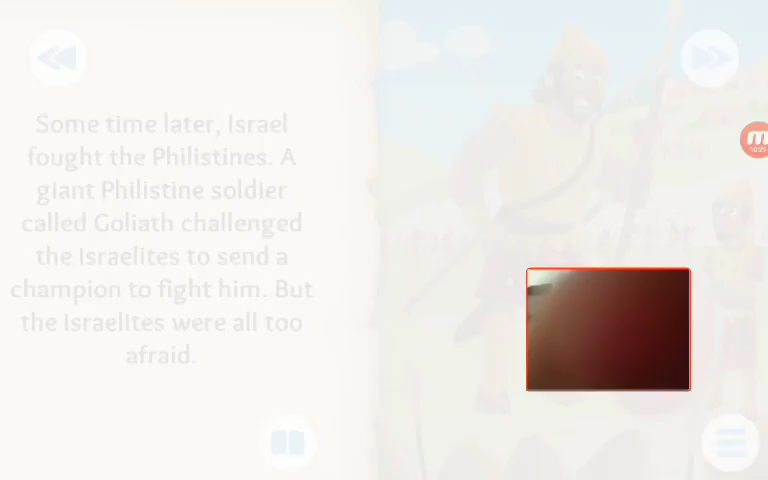 Some time later, Israel
fought the Philistines. A
giant Philistine soldier
called Goliath challenged
the Israelites to send a
champion to fight him. But
the Israelites were all too
afraid.